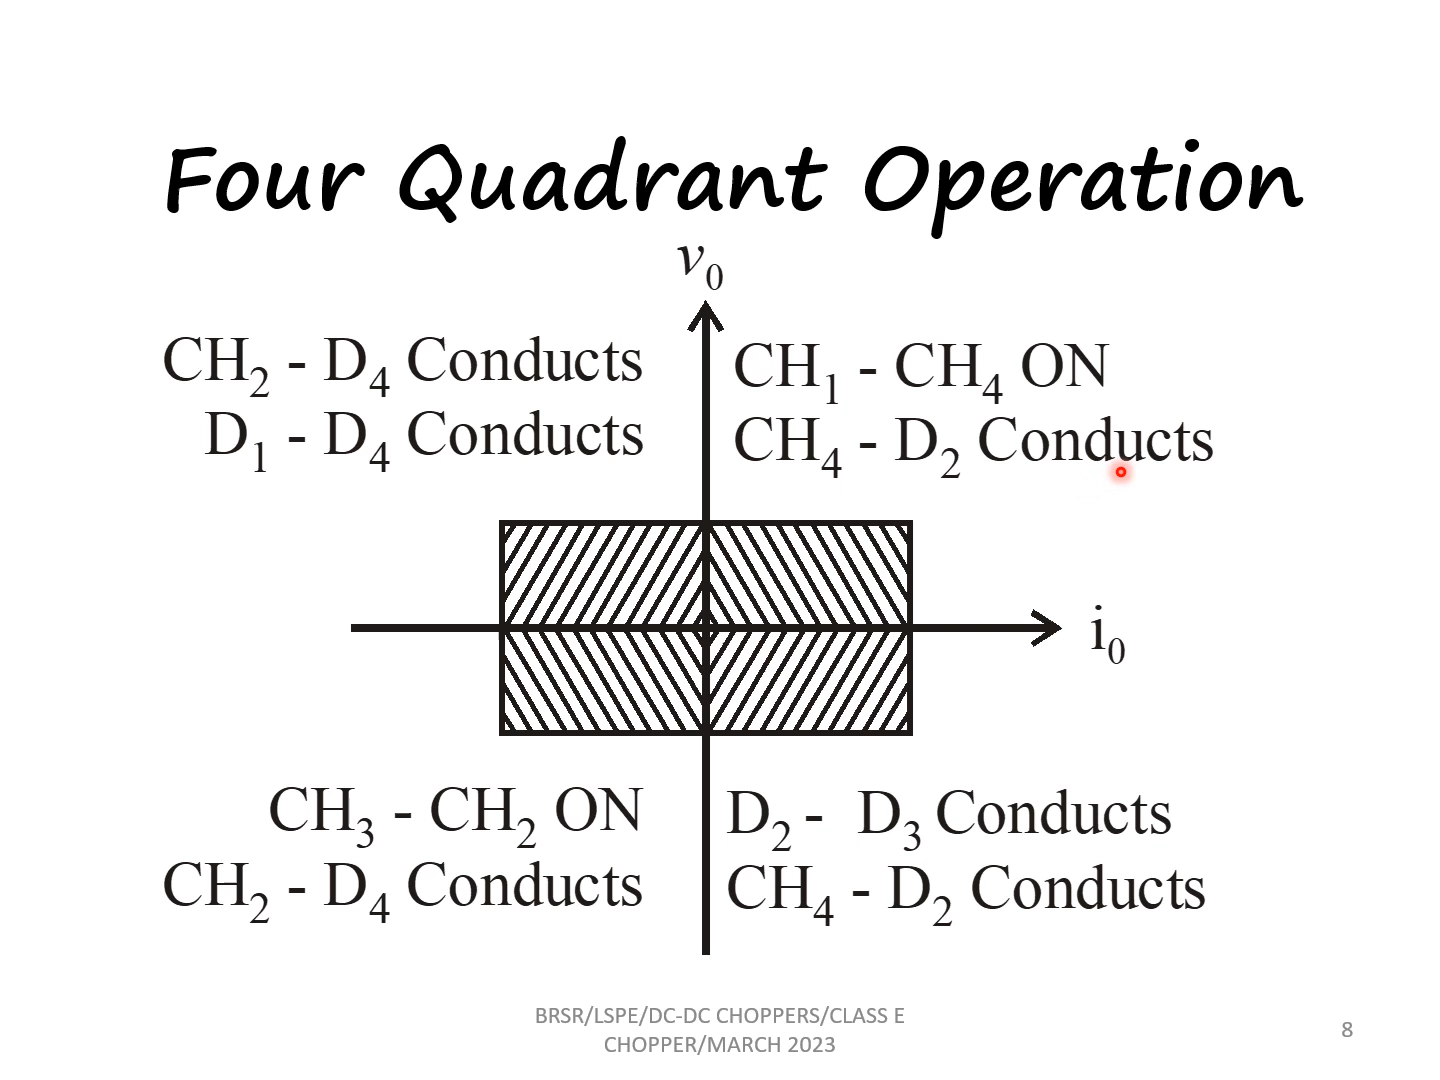 Four Quadrant Operation
v₀
CH₂ - D₄ Conducts
D₁ - D₄ Conducts
CH₁ - CH₄ ON
CH₄ - D₂ Conducts
i₀
CH₃ - CH₂ ON
CH₂ - D₄ Conducts
D₂ - D₃ Conducts
CH₄ - D₂ Conducts
BRSR/LSPE/DC-DC CHOPPERS/CLASS E
CHOPPER/MARCH 2023
8